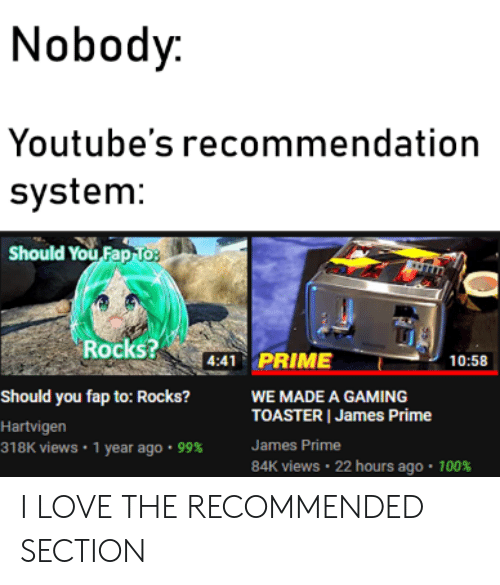 Nobody:
Youtube's recommendation
system:
Should You Fap To:
Rocks?
4:41
PRIME
10:58
Should you fap to: Rocks?
Hartvigen
318K views • 1 year ago • 99%
WE MADE A GAMING
TOASTER | James Prime
James Prime
84K views • 22 hours ago • 100%
I LOVE THE RECOMMENDED
SECTION